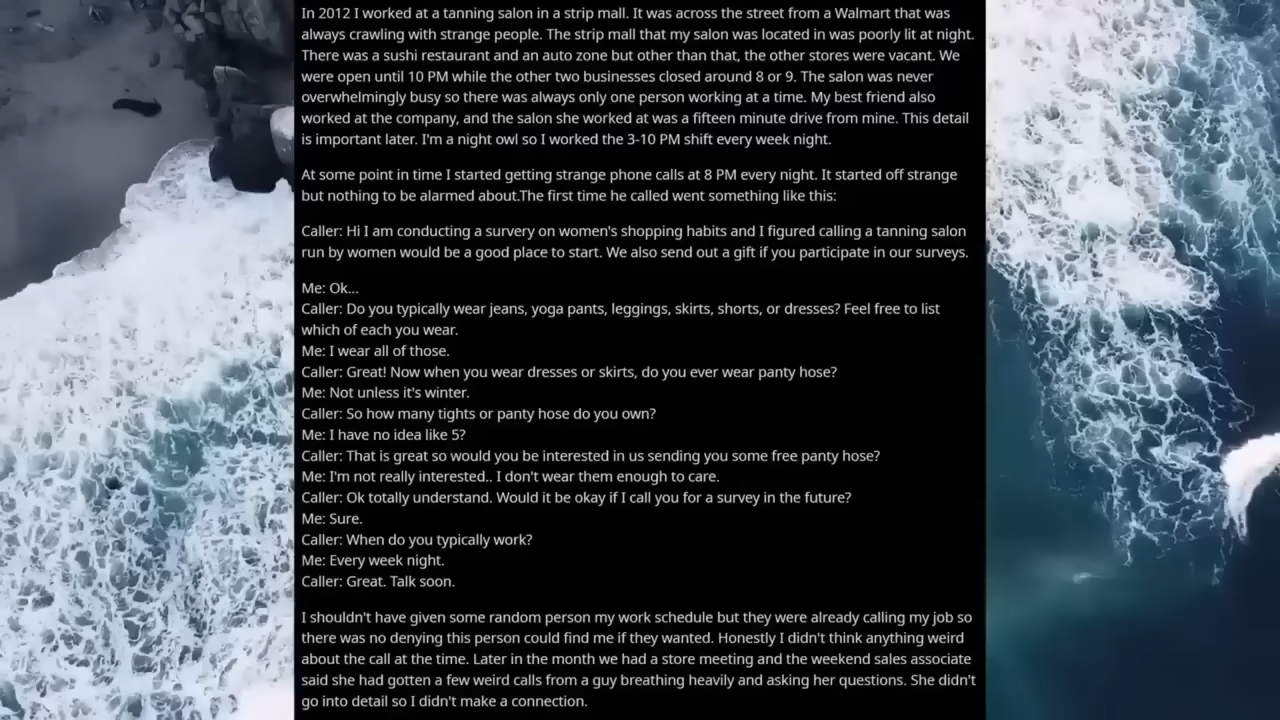 In 2012 I worked at a tanning salon in a strip mall. It was across the street from a Walmart that was
always crawling with strange people. The strip mall that my salon was located in was poorly lit at night.
There was a sushi restaurant and an auto zone but other than that, the other stores were vacant. We
were open until 10 PM while the other two businesses closed around 8 or 9. The salon was never
overwhelmingly busy so there was always only one person working at a time. My best friend also
worked at the company, and the salon she worked at was a fifteen minute drive from mine. This detail
is important later. I'm a night owl so I worked the 3-10 PM shift every week night.
At some point in time I started getting strange phone calls at 8 PM every night. It started off strange
but nothing to be alarmed about.The first time he called went something like this:
Caller: Hi I am conducting a survery on women's shopping habits and I figured calling a tanning salon
run by women would be a good place to start. We also send out a gift if you participate in our surveys.
Me: Ok...
Caller: Do you typically wear jeans, yoga pants, leggings, skirts, shorts, or dresses? Feel free to list
which of each you wear.
Me: I wear all of those.
Caller: Great! Now when you wear dresses or skirts, do you ever wear panty hose?
Me: Not unless it's winter.
Caller: So how many tights or panty hose do you own?
Me: I have no idea like 5?
Caller: That is great so would you be interested in us sending you some free panty hose?
Me: I'm not really interested.. I don't wear them enough to care.
Caller: Ok totally understand. Would it be okay if I call you for a survey in the future?
Me: Sure.
Caller: When do you typically work?
Me: Every week night.
Caller: Great. Talk soon.
I shouldn't have given some random person my work schedule but they were already calling my job so
there was no denying this person could find me if they wanted. Honestly I didn't think anything weird
about the call at the time. Later in the month we had a store meeting and the weekend sales associate
said she had gotten a few weird calls from a guy breathing heavily and asking her questions. She didn't
go into detail so I didn't make a connection.